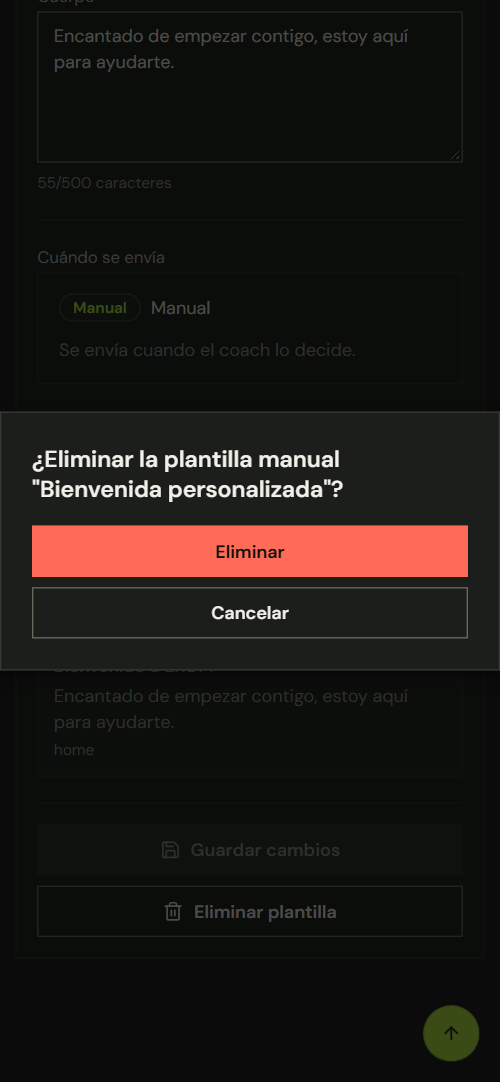 Cuerpo
Encantado de empezar contigo, estoy aquí
para ayudarte.
55/500 caracteres
Cuándo se envía
Manual Manual
Se envía cuando el coach lo decide.
¿Eliminar la plantilla manual
"Bienvenida personalizada"?
Eliminar
Cancelar
Encantado de empezar contigo, estoy aquí
para ayudarte.
home
Guardar cambios
Eliminar plantilla